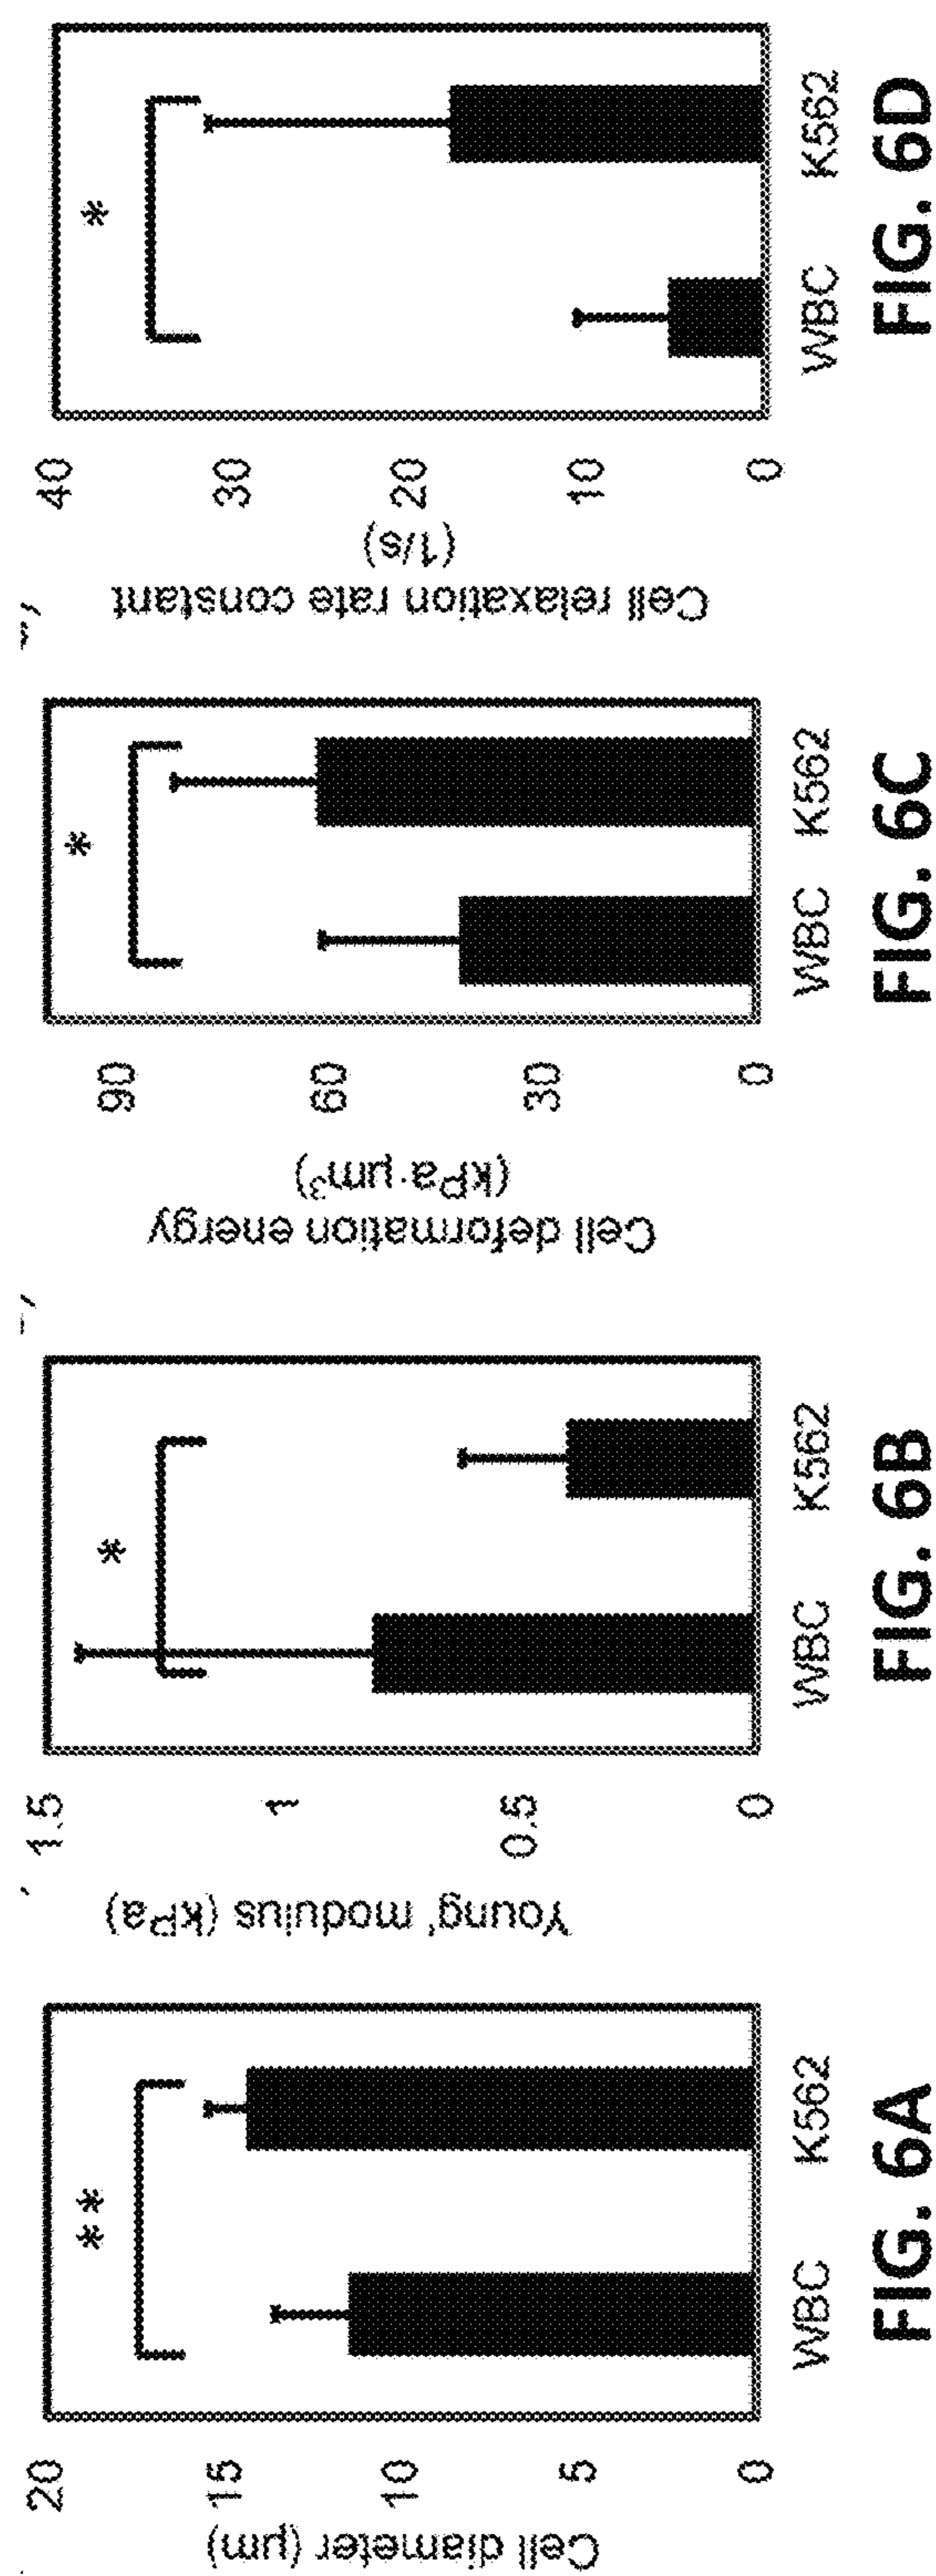 Cell diameter (µm)
20
15
10
5
0
**
WBC K562
FIG. 6A
Young' modulus (kPa)
1.5
1
0.5
0
*
WBC K562
FIG. 6B
Cell deformation energy
(kPa·µm³)
90
60
30
0
*
WBC K562
FIG. 6C
Cell relaxation rate constant
(1/s)
40
30
20
10
0
*
WBC K562
FIG. 6D